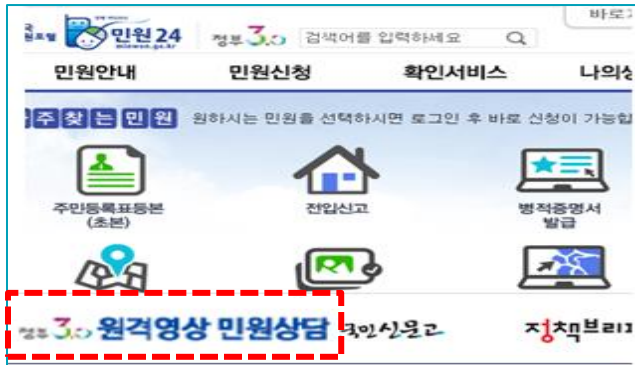 민원24 정부3.0 검색어를 입력하세요
minwon.go.kr
민원안내 민원신청 확인서비스
주 찾 는 민 원 원하시는 민원을 선택하시면 로그인 후 바로 신청이 가능합
주민등록표등본 전입신고 병적증명서
(초본) 발급
정부3.0 원격영상 민원상담 국민신문고 정책브리